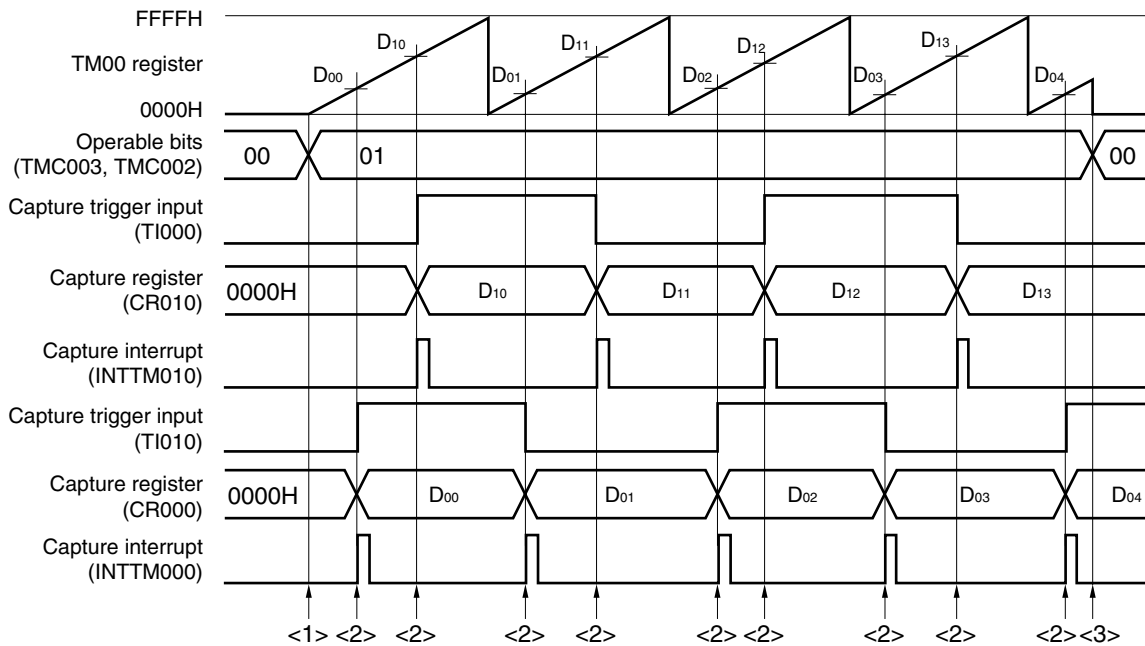 FFFFH
TM00 register
0000H
D10
D11
D12
D13
D00
D01
D02
D03
D04
Operable bits
(TMC003, TMC002)
00
01
00
Capture trigger input
(TI000)
Capture register
(CR010)
0000H
D10
D11
D12
D13
Capture interrupt
(INTTM010)
Capture trigger input
(TI010)
Capture register
(CR000)
0000H
D00
D01
D02
D03
D04
Capture interrupt
(INTTM000)
<1> <2> <2> <2> <2> <2> <2> <2> <2> <2> <3>